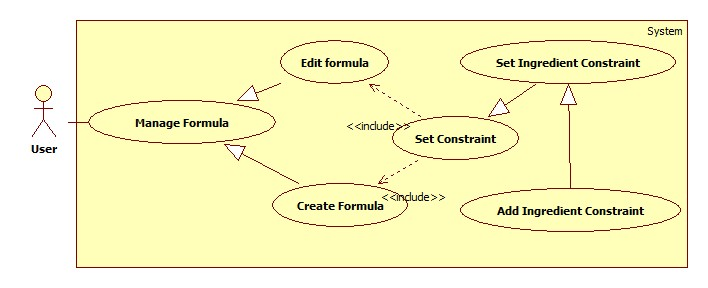 System
Edit formula
Set Ingredient Constraint
Manage Formula
<<include>>
Set Constraint
User
<<include>>
Create Formula
Add Ingredient Constraint